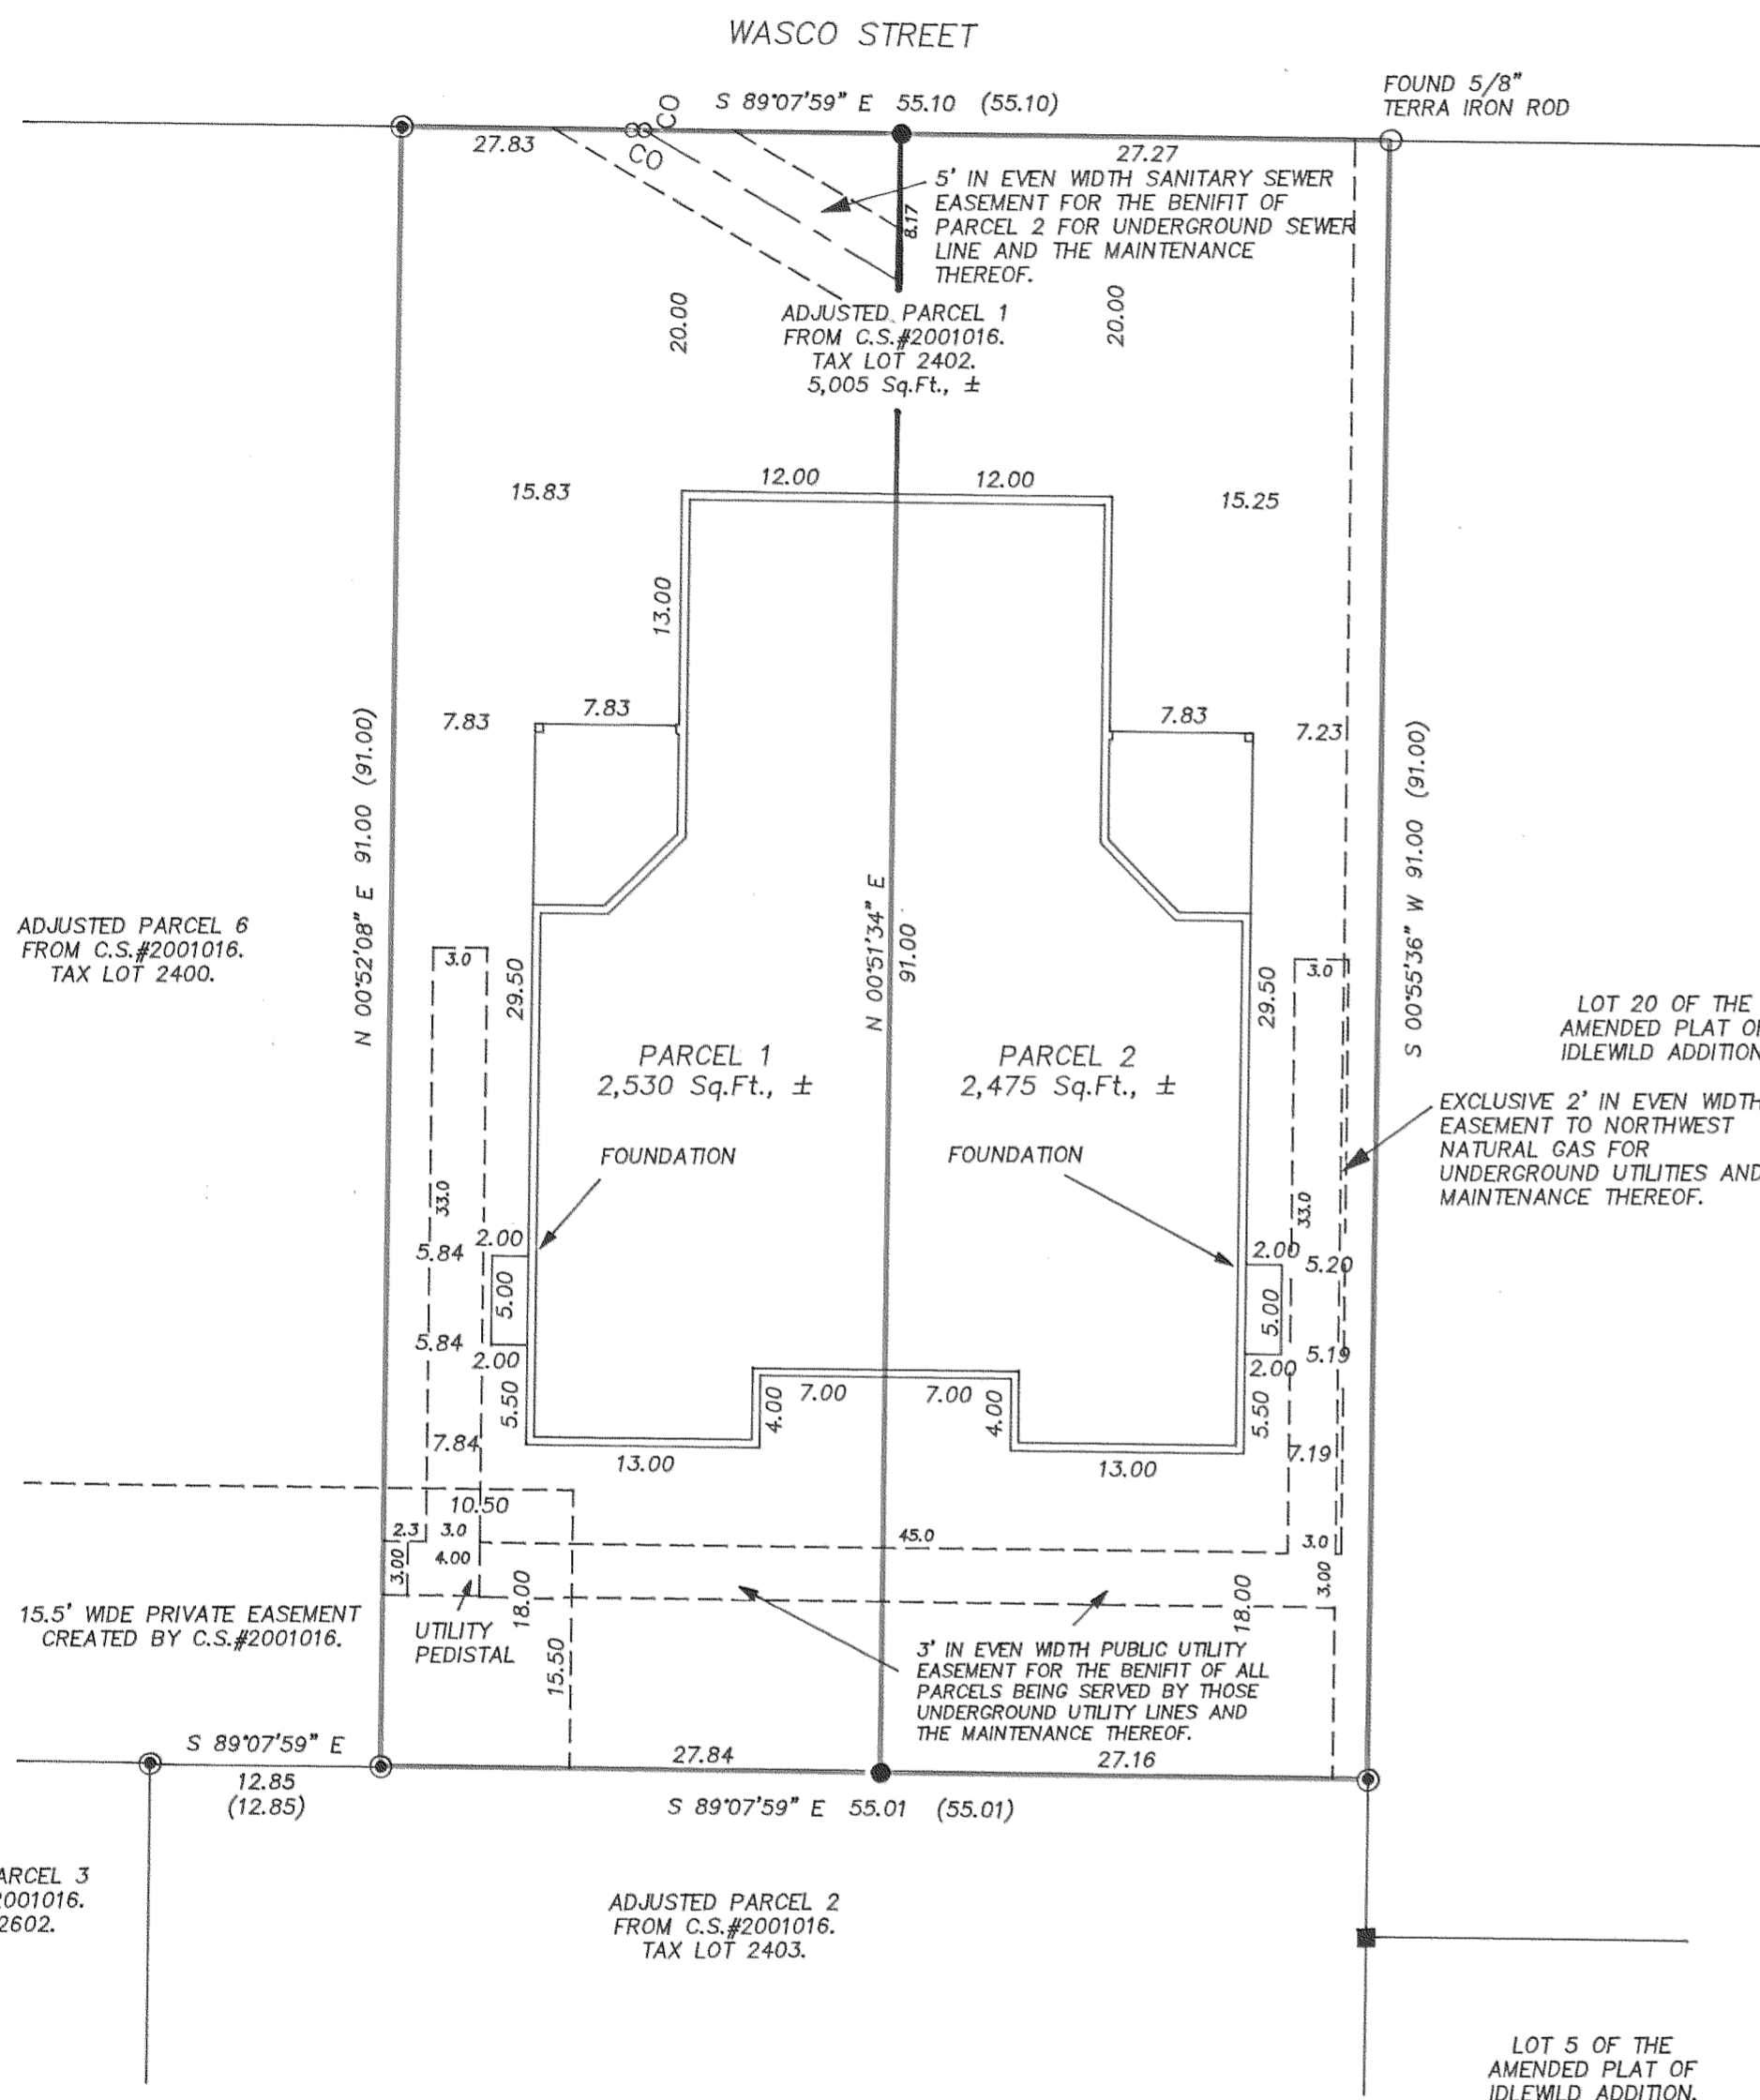 WASCO STREET
FOUND 5/8"
TERRA IRON ROD
S 89°07'59" E 55.10 (55.10)
CO
CO
27.83
27.27
5' IN EVEN WIDTH SANITARY SEWER
EASEMENT FOR THE BENIFIT OF
PARCEL 2 FOR UNDERGROUND SEWER
LINE AND THE MAINTENANCE
THEREOF.
8.17
20.00
20.00
ADJUSTED PARCEL 1
FROM C.S.#2001016.
TAX LOT 2402.
5,005 Sq.Ft., ±
12.00
12.00
15.83
15.25
13.00
7.83
7.83
7.83
7.23
N 00°52'08" E 91.00 (91.00)
S 00°55'36" W 91.00 (91.00)
N 00°51'34" E
91.00
ADJUSTED PARCEL 6
FROM C.S.#2001016.
TAX LOT 2400.
3.0
29.50
29.50
3.0
LOT 20 OF THE
AMENDED PLAT OF
IDLEWILD ADDITION
PARCEL 1
2,530 Sq.Ft., ±
PARCEL 2
2,475 Sq.Ft., ±
EXCLUSIVE 2' IN EVEN WIDTH
EASEMENT TO NORTHWEST
NATURAL GAS FOR
UNDERGROUND UTILITIES AND
MAINTENANCE THEREOF.
FOUNDATION
FOUNDATION
33.0
33.0
2.00
5.84
2.00
5.20
5.00
5.00
5.84
2.00
5.19
2.00
5.50
4.00
7.00
7.00
4.00
5.50
7.84
7.19
13.00
13.00
10.50
2.3
3.0
45.0
3.0
3.00
4.00
3.00
18.00
18.00
15.5' WIDE PRIVATE EASEMENT
CREATED BY C.S.#2001016.
UTILITY
PEDISTAL
15.50
3' IN EVEN WIDTH PUBLIC UTILITY
EASEMENT FOR THE BENIFIT OF ALL
PARCELS BEING SERVED BY THOSE
UNDERGROUND UTILITY LINES AND
THE MAINTENANCE THEREOF.
S 89°07'59" E
12.85
(12.85)
27.84
27.16
S 89°07'59" E 55.01 (55.01)
ARCEL 3
2001016.
2602.
ADJUSTED PARCEL 2
FROM C.S.#2001016.
TAX LOT 2403.
LOT 5 OF THE
AMENDED PLAT OF
IDLEWILD ADDITION.